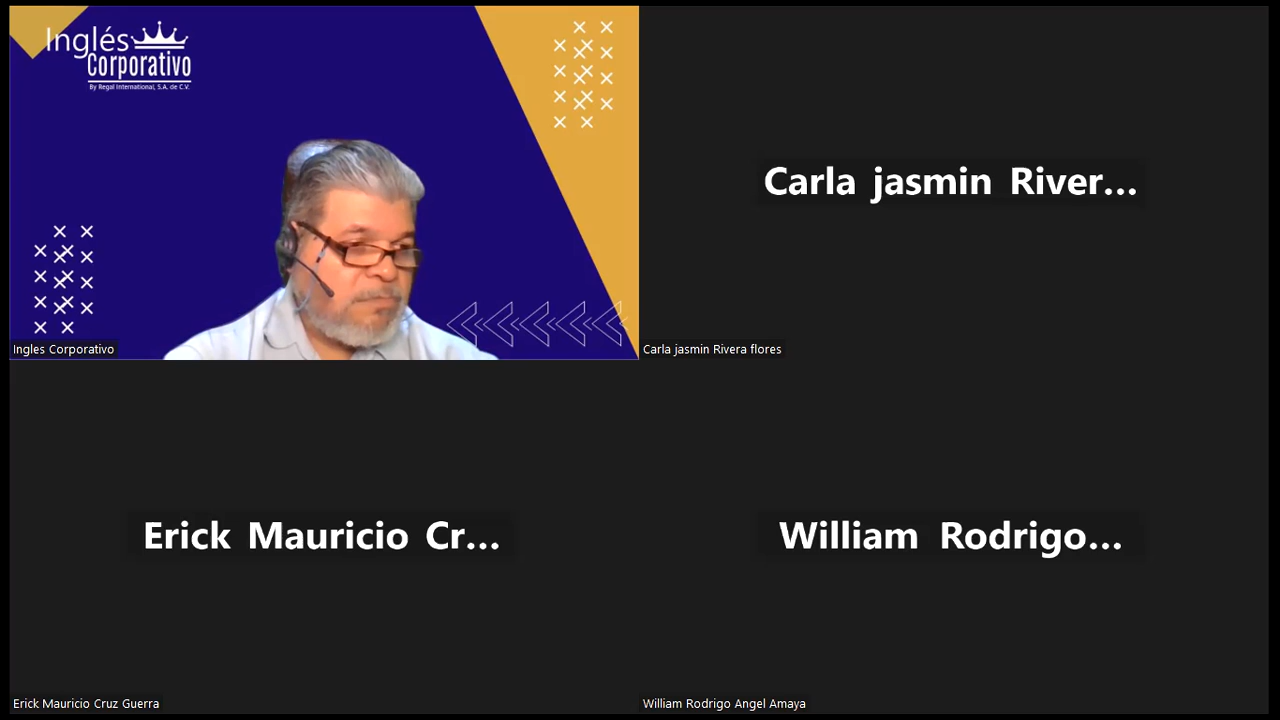 Inglés
Corporativo
By Regal International, S.A. de C.V.
Ingles Corporativo
Carla jasmin River...
Carla jasmin Rivera flores
Erick Mauricio Cr...
Erick Mauricio Cruz Guerra
William Rodrigo...
William Rodrigo Angel Amaya